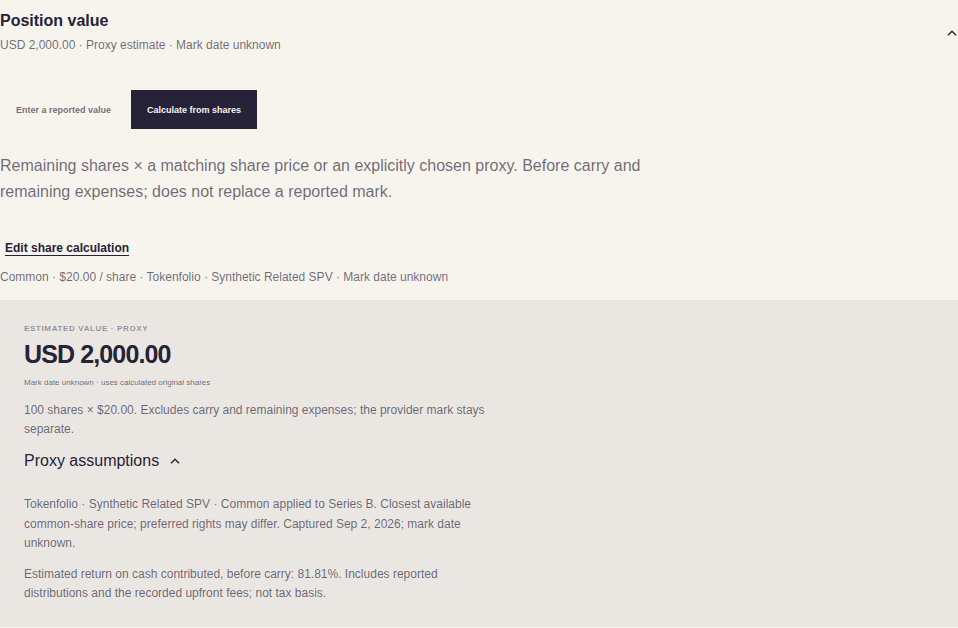 Position value
USD 2,000.00 · Proxy estimate · Mark date unknown
Enter a reported value
Calculate from shares
Remaining shares × a matching share price or an explicitly chosen proxy. Before carry and
remaining expenses; does not replace a reported mark.
Edit share calculation
Common · $20.00 / share · Tokenfolio · Synthetic Related SPV · Mark date unknown
ESTIMATED VALUE · PROXY
USD 2,000.00
Mark date unknown · uses calculated original shares
100 shares × $20.00. Excludes carry and remaining expenses; the provider mark stays
separate.
Proxy assumptions
Tokenfolio · Synthetic Related SPV · Common applied to Series B. Closest available
common-share price; preferred rights may differ. Captured Sep 2, 2026; mark date
unknown.
Estimated return on cash contributed, before carry: 81.81%. Includes reported
distributions and the recorded upfront fees; not tax basis.